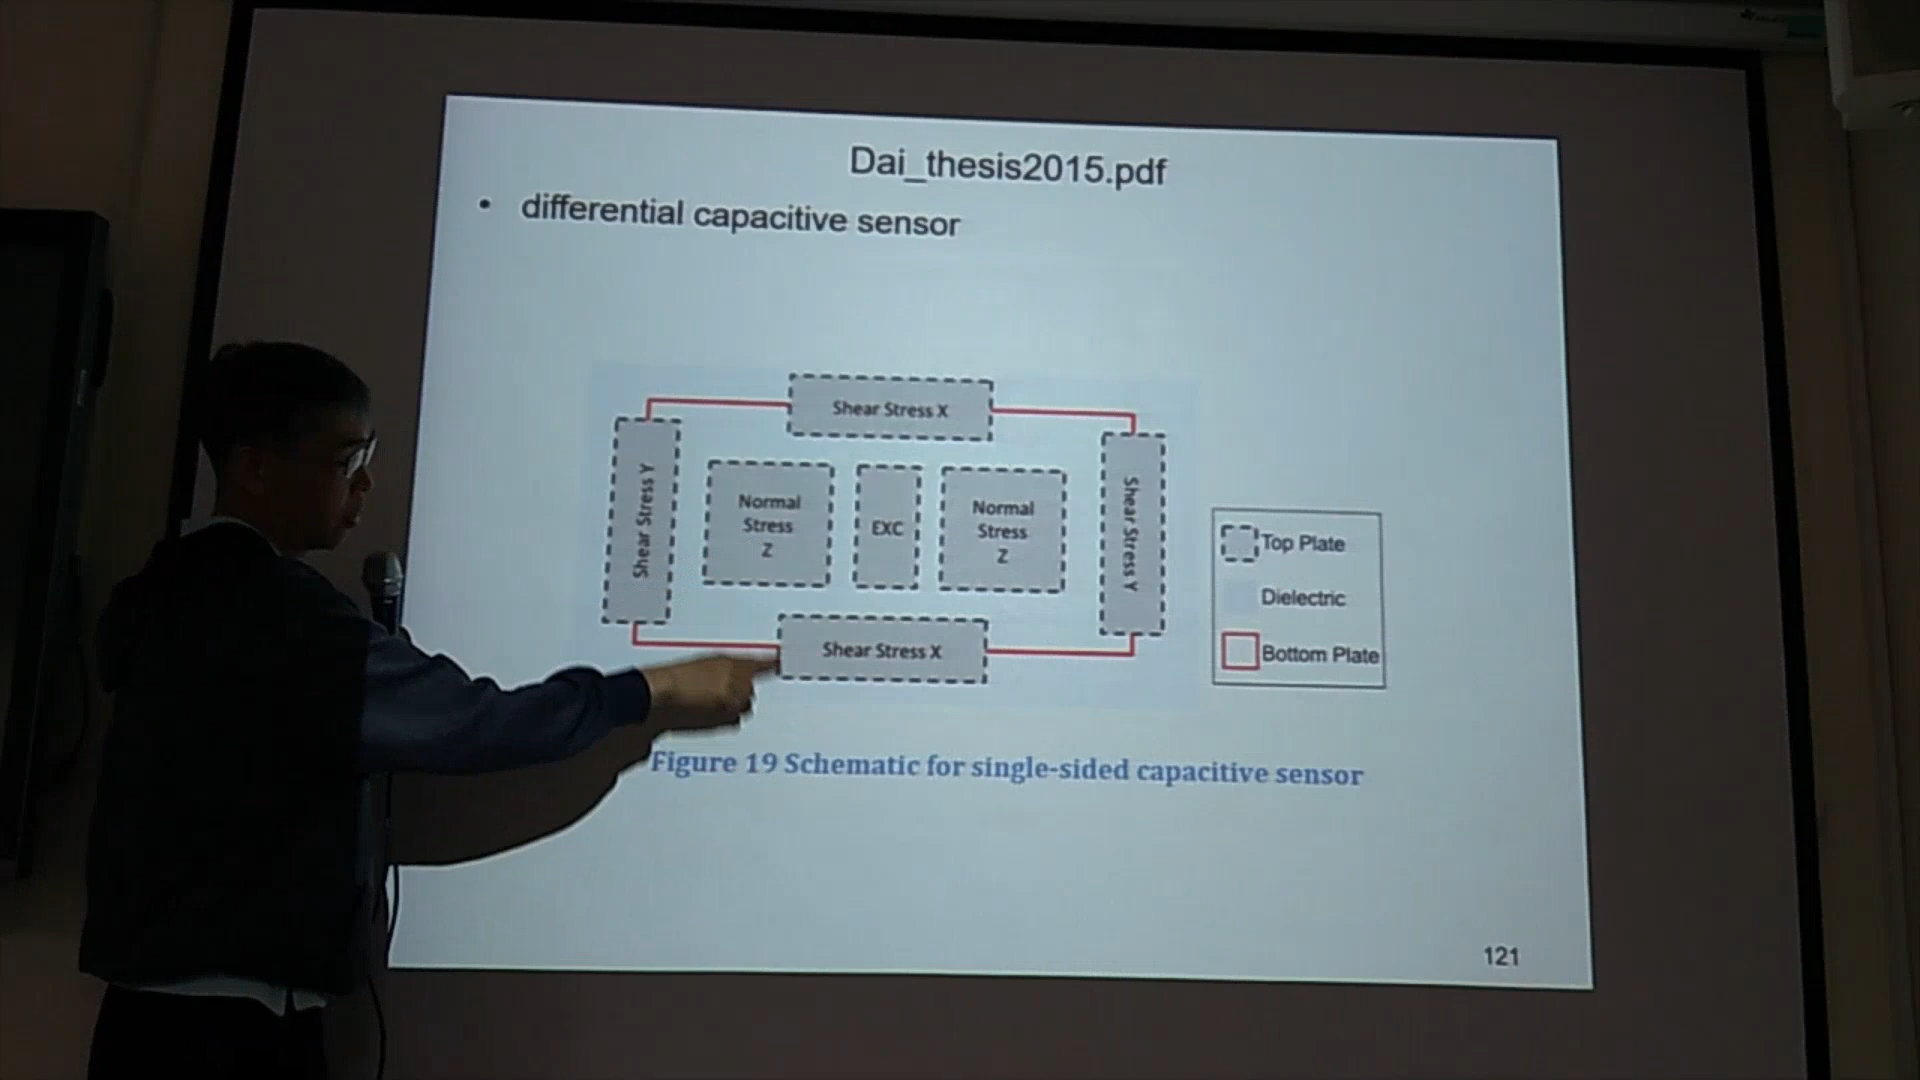 Dai_thesis2015.pdf
• differential capacitive sensor
Shear Stress X
Shear Stress Y
Normal
Stress
Z
EXC
Normal
Stress
Z
Shear Stress Y
Shear Stress X
Top Plate
Dielectric
Bottom Plate
Figure 19 Schematic for single-sided capacitive sensor
121